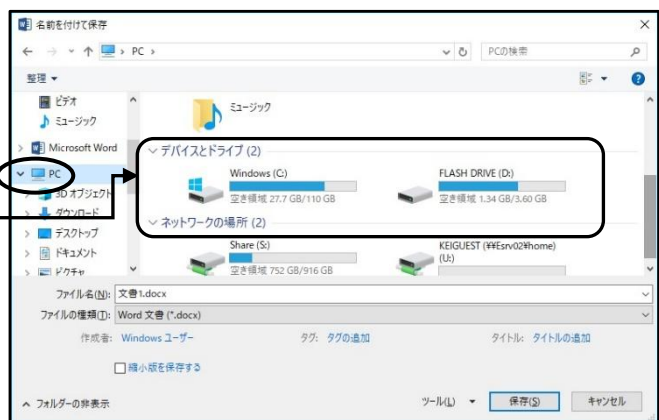 名前を付けて保存
PC
PCの検索
整理
ビデオ
ミュージック
Microsoft Word
PC
3D オブジェクト
ダウンロード
デスクトップ
ドキュメント
ピクチャ
ミュージック
デバイスとドライブ (2)
Windows (C:)
空き領域 27.7 GB/110 GB
FLASH DRIVE (D:)
空き領域 1.34 GB/3.60 GB
ネットワークの場所 (2)
Share (S:)
空き領域 752 GB/916 GB
KEIGUEST (¥¥Esrv02¥home)
(U:)
ファイル名(N): 文書1.docx
ファイルの種類(T): Word 文書 (*.docx)
作成者: Windows ユーザー タグ: タグの追加 タイトル: タイトルの追加
縮小版を保存する
フォルダーの非表示 ツール(L) 保存(S) キャンセル